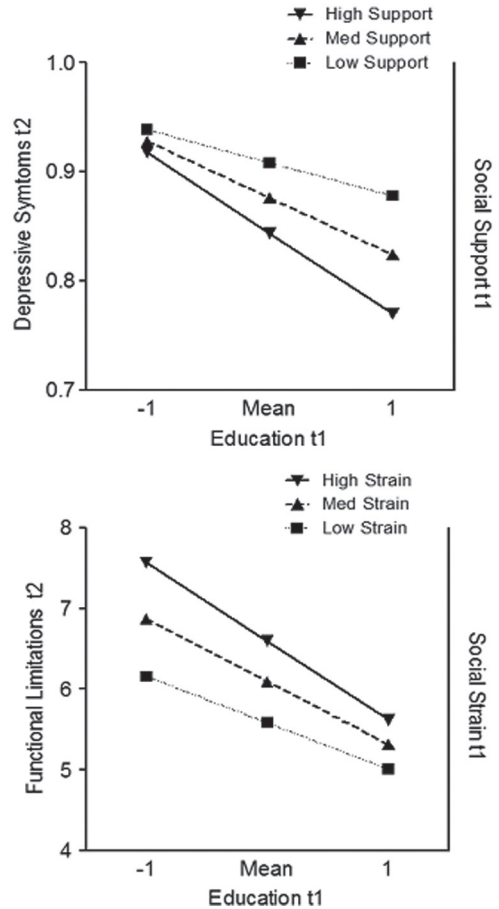 High Support
Med Support
Low Support
1.0
0.9
0.8
0.7
Depressive Symtoms t2
Social Support t1
-1 Mean 1
Education t1
High Strain
Med Strain
Low Strain
8
7
6
5
4
Functional Limitations t2
Social Strain t1
-1 Mean 1
Education t1